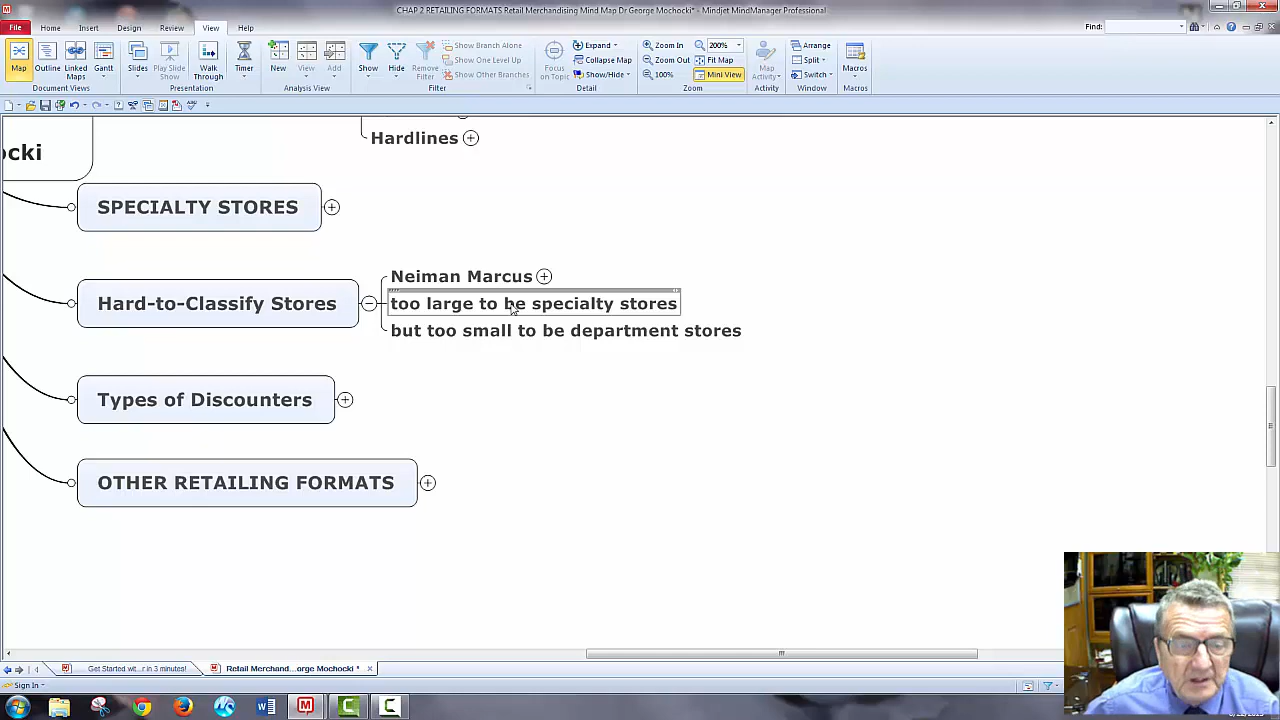 CHAP 2 RETAILING FORMATS Retail Merchandising Mind Map Dr George Mochocki* - Mindjet MindManager Professional
File Home Insert Design Review View Help Find:
Map Outline Linked Maps Gantt Slides Play Slide Show Walk Through Timer New View Add Show Hide Remove Filter Show Branch Alone Focus on Topic Expand Zoom In 200% Map Activity Arrange Macros
Show One Level Up Collapse Map Zoom Out Fit Map Split
Show Other Branches Show/Hide 100% Mini View Switch
Document Views Presentation Analysis View Filter Detail Zoom Activity Window Macros
Hardlines
ocki
SPECIALTY STORES
Neiman Marcus
Hard-to-Classify Stores
too large to be specialty stores
but too small to be department stores
Types of Discounters
OTHER RETAILING FORMATS
Get Started wit...r in 3 minutes!
Retail Merchand...orge Mochocki *
Sign In